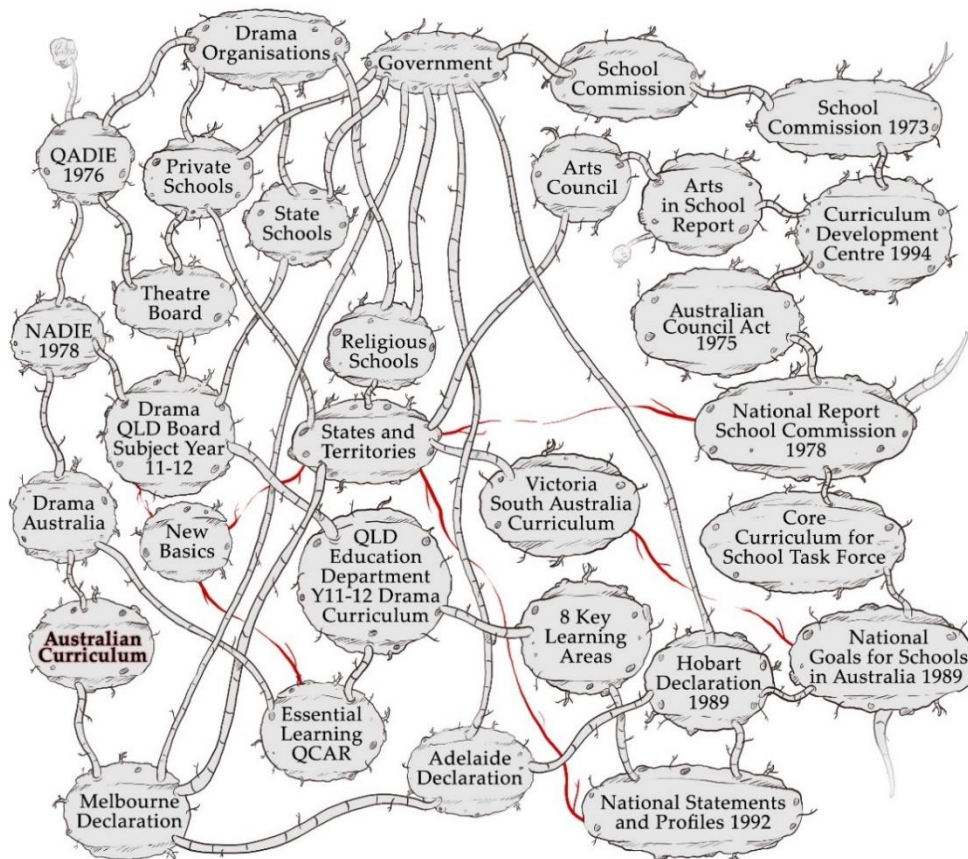 Drama
Organisations
Government
School
Commission
School
Commission 1973
QADIE
1976
Private
Schools
State
Schools
Arts
Council
Arts
in School
Report
Curriculum
Development
Centre 1994
Theatre
Board
NADIE
1978
Religious
Schools
Australian
Council Act
1975
Drama
QLD Board
Subject Year
11-12
States and
Territories
National Report
School Commission
1978
Drama
Australia
New
Basics
Victoria
South Australia
Curriculum
QLD
Education
Department
Y11-12 Drama
Curriculum
Core
Curriculum for
School Task Force
Australian
Curriculum
8 Key
Learning
Areas
Hobart
Declaration
1989
National
Goals for Schools
in Australia 1989
Essential
Learning
QCAR
Adelaide
Declaration
Melbourne
Declaration
National Statements
and Profiles 1992